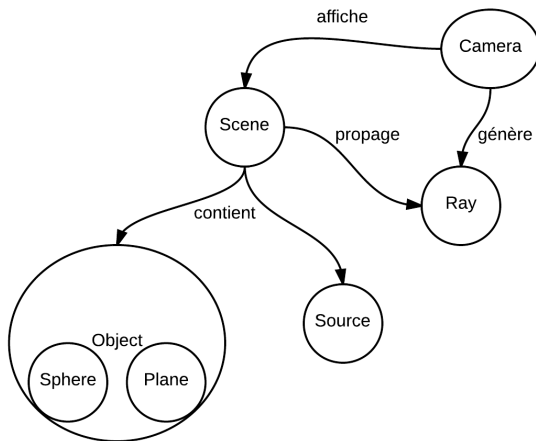 affiche
Camera
Scene
propage
génère
Ray
contient
Source
Object
Sphere
Plane